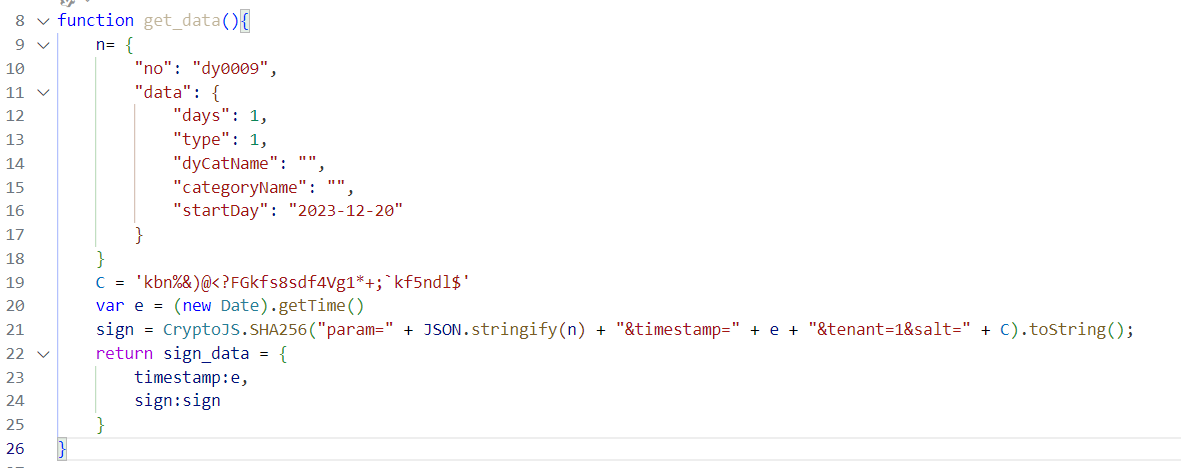 8 function get_data(){
9 n= {
10 "no": "dy0009",
11 "data": {
12 "days": 1,
13 "type": 1,
14 "dyCatName": "",
15 "categoryName": "",
16 "startDay": "2023-12-20"
17 }
18 }
19 C = 'kbn%&)@<?FGkfs8sdf4Vg1*+;`kf5ndl$'
20 var e = (new Date).getTime()
21 sign = CryptoJS.SHA256("param=" + JSON.stringify(n) + "&timestamp=" + e + "&tenant=1&salt=" + C).toString();
22 return sign_data = {
23 timestamp:e,
24 sign:sign
25 }
26 }